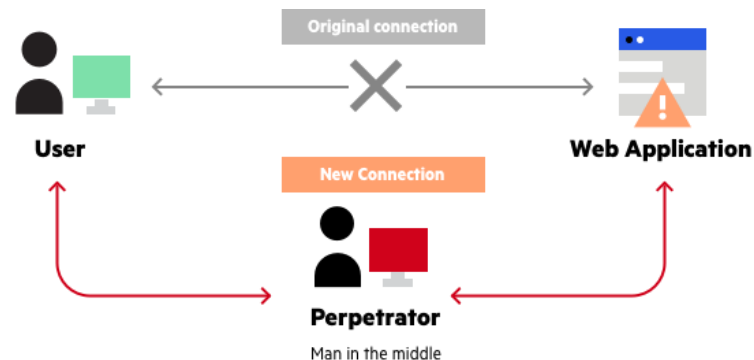 Original connection
User
Web Application
New Connection
Perpetrator
Man in the middle